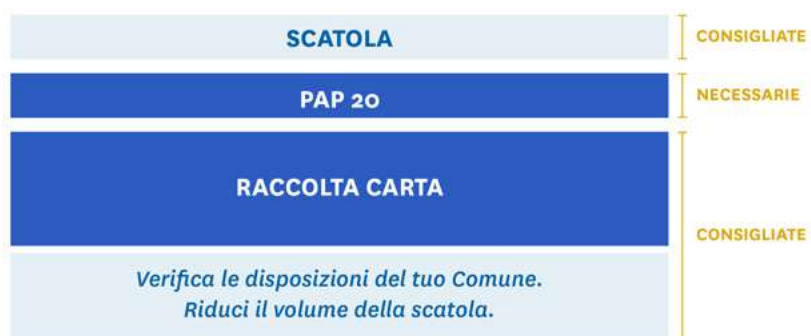 SCATOLA
CONSIGLIATE
PAP 20
NECESSARIE
RACCOLTA CARTA
CONSIGLIATE
Verifica le disposizioni del tuo Comune.
Riduci il volume della scatola.